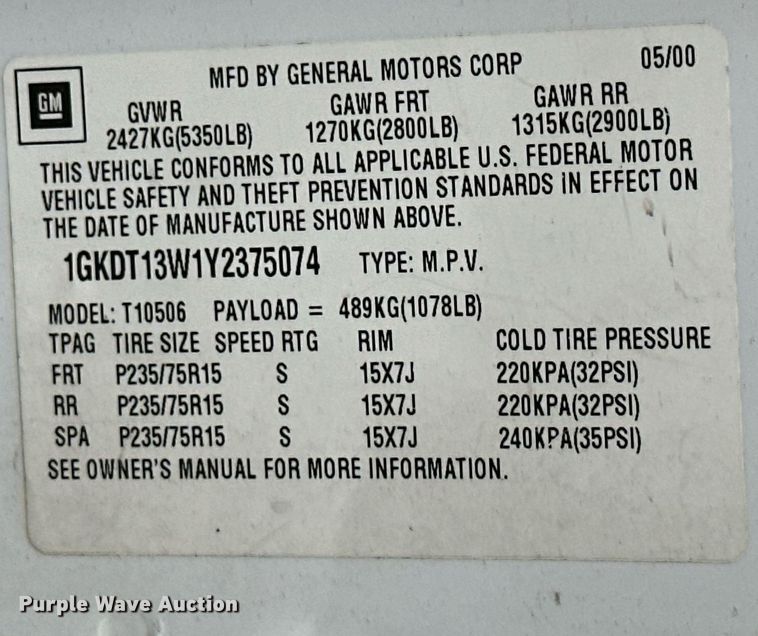 MFD BY GENERAL MOTORS CORP 05/00
GM
GVWR GAWR FRT GAWR RR
2427KG(5350LB) 1270KG(2800LB) 1315KG(2900LB)
THIS VEHICLE CONFORMS TO ALL APPLICABLE U.S. FEDERAL MOTOR
VEHICLE SAFETY AND THEFT PREVENTION STANDARDS IN EFFECT ON
THE DATE OF MANUFACTURE SHOWN ABOVE.
1GKDT13W1Y2375074 TYPE: M.P.V.
MODEL: T10506 PAYLOAD = 489KG(1078LB)
TPAG TIRE SIZE SPEED RTG RIM COLD TIRE PRESSURE
FRT P235/75R15 S 15X7J 220KPA(32PSI)
RR P235/75R15 S 15X7J 220KPA(32PSI)
SPA P235/75R15 S 15X7J 240KPA(35PSI)
SEE OWNER'S MANUAL FOR MORE INFORMATION.
Purple Wave Auction